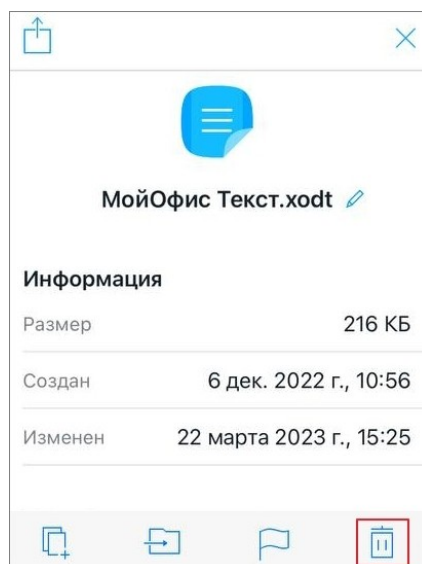 МойОфис Текст.xodt
Информация
Размер 216 КБ
Создан 6 дек. 2022 г., 10:56
Изменен 22 марта 2023 г., 15:25